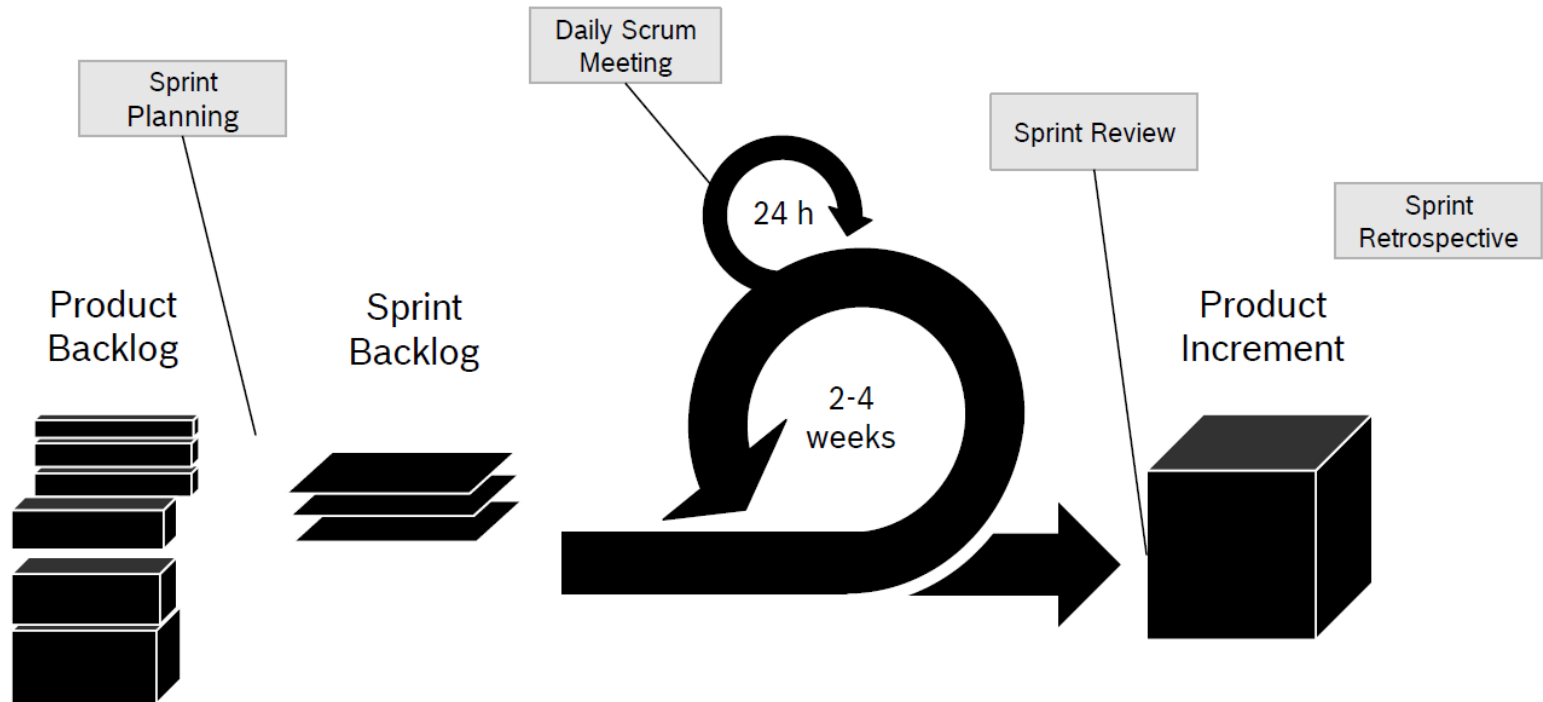 Sprint
Planning
Daily Scrum
Meeting
Sprint Review
Sprint
Retrospective
24 h
Product
Backlog
Sprint
Backlog
2-4
weeks
Product
Increment